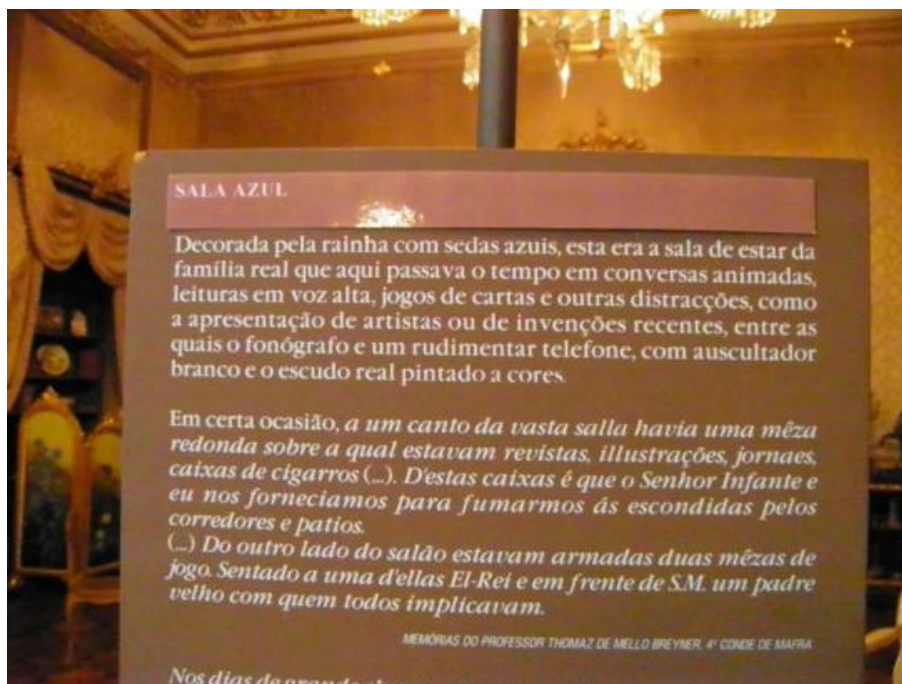 SALA AZUL
Decorada pela rainha com sedas azuis, esta era a sala de estar da
família real que aqui passava o tempo em conversas animadas,
leituras em voz alta, jogos de cartas e outras distracções, como
a apresentação de artistas ou de invenções recentes, entre as
quais o fonógrafo e um rudimentar telefone, com auscultador
branco e o escudo real pintado a cores.
Em certa ocasião, a um canto da vasta salla havia uma mêza
redonda sobre a qual estavam revistas, illustrações, jornaes,
caixas de cigarros (...). D'estas caixas é que o Senhor Infante e
eu nos forneciamos para fumarmos ás escondidas pelos
corredores e patios.
(...) Do outro lado do salão estavam armadas duas mêzas de
jogo. Sentado a uma d'ellas El-Rei e em frente de S.M. um padre
velho com quem todos implicavam.
MEMÓRIAS DO PROFESSOR THOMAZ DE MELLO BREYNER, 4º CONDE DE MAFRA
Nos dias de grande